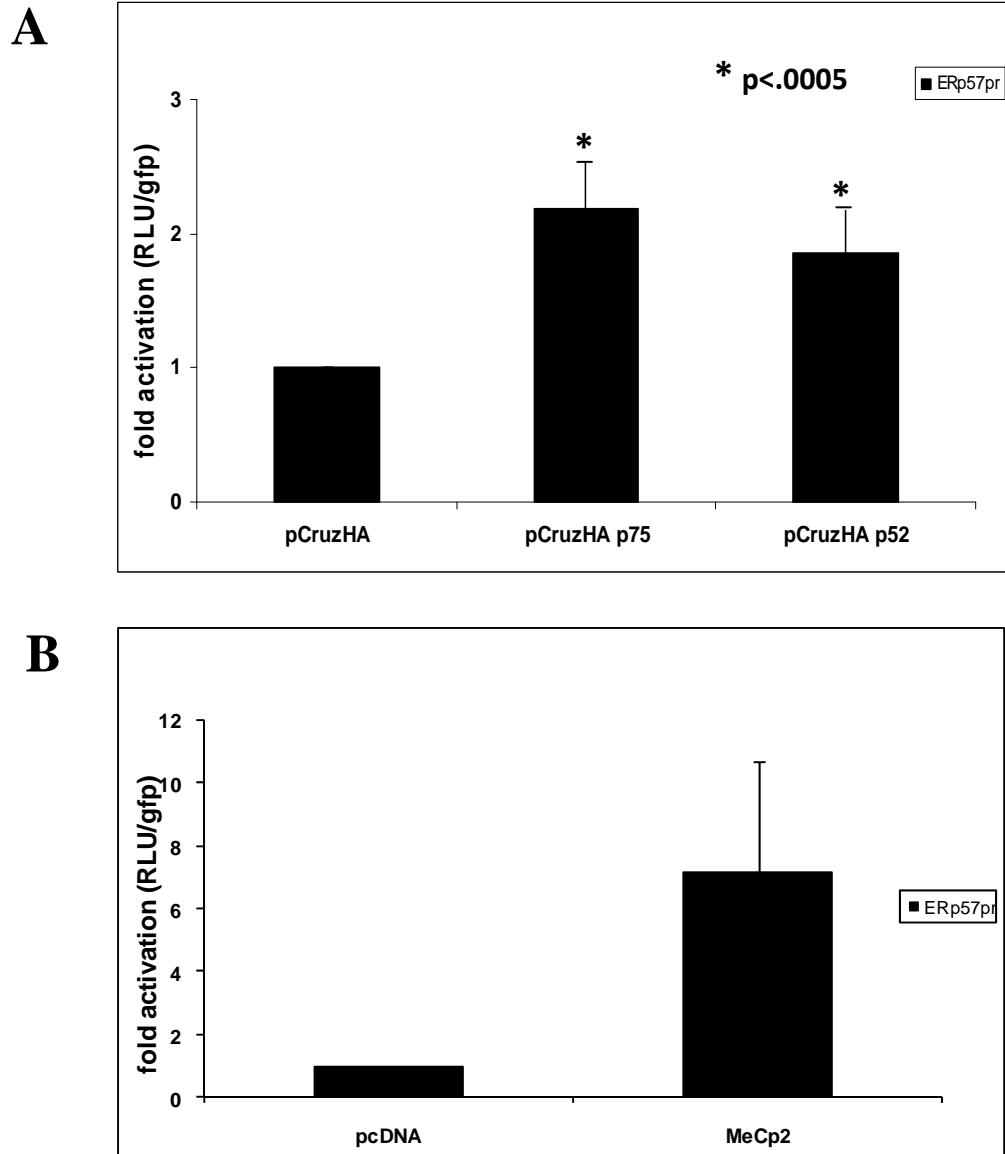 A
* p<.0005
ERp57pr
fold activation (RLU/gfp)
3
2
1
0
*
*
pCruzHA
pCruzHA p75
pCruzHA p52
B
fold activation (RLU/gfp)
12
10
8
6
4
2
0
ERp57pr
pcDNA
MeCp2